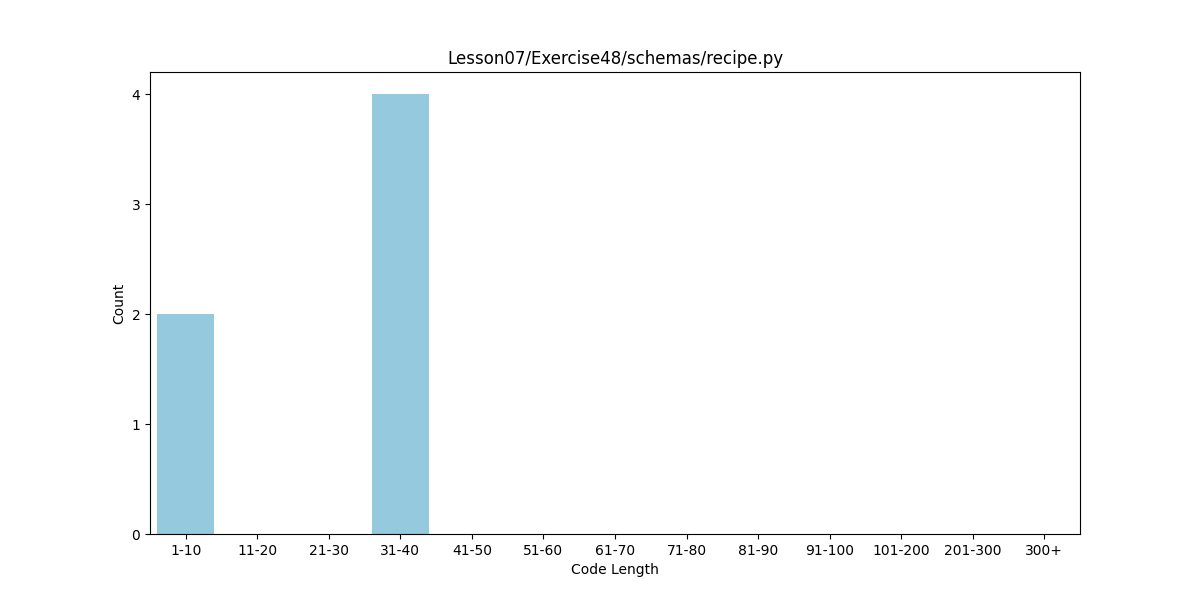 Lesson07/Exercise48/schemas/recipe.py
4
3
2
1
0
Count
1-10 11-20 21-30 31-40 41-50 51-60 61-70 71-80 81-90 91-100 101-200 201-300 300+
Code Length